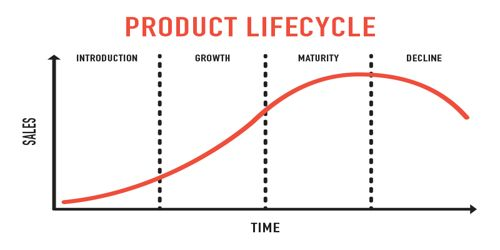 PRODUCT LIFECYCLE
INTRODUCTION
GROWTH
MATURITY
DECLINE
SALES
TIME